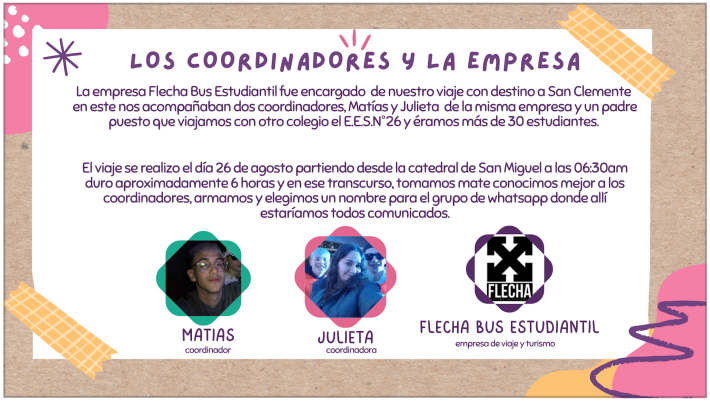 LOS COORDINADORES Y LA EMPRESA
La empresa Flecha Bus Estudiantil fue encargado de nuestro viaje con destino a San Clemente
en este nos acompañaban dos coordinadores, Matías y Julieta de la misma empresa y un padre
puesto que viajamos con otro colegio el E.E.S.N°26 y éramos más de 30 estudiantes.
El viaje se realizo el día 26 de agosto partiendo desde la catedral de San Miguel a las 06:30am
duro aproximadamente 6 horas y en ese transcurso, tomamos mate conocimos mejor a los
coordinadores, armamos y elegimos un nombre para el grupo de whatsapp donde allí
estaríamos todos comunicados.
FLECHA
MATIAS
coordinador
JULIETA
coordinadora
FLECHA BUS ESTUDIANTIL
empresa de viaje y turismo